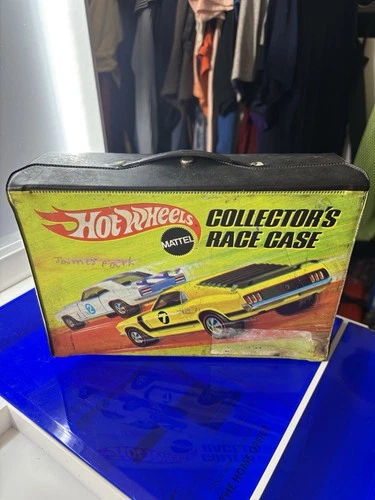 HOT WHEELS
MATTEL
COLLECTOR'S
RACE CASE
7